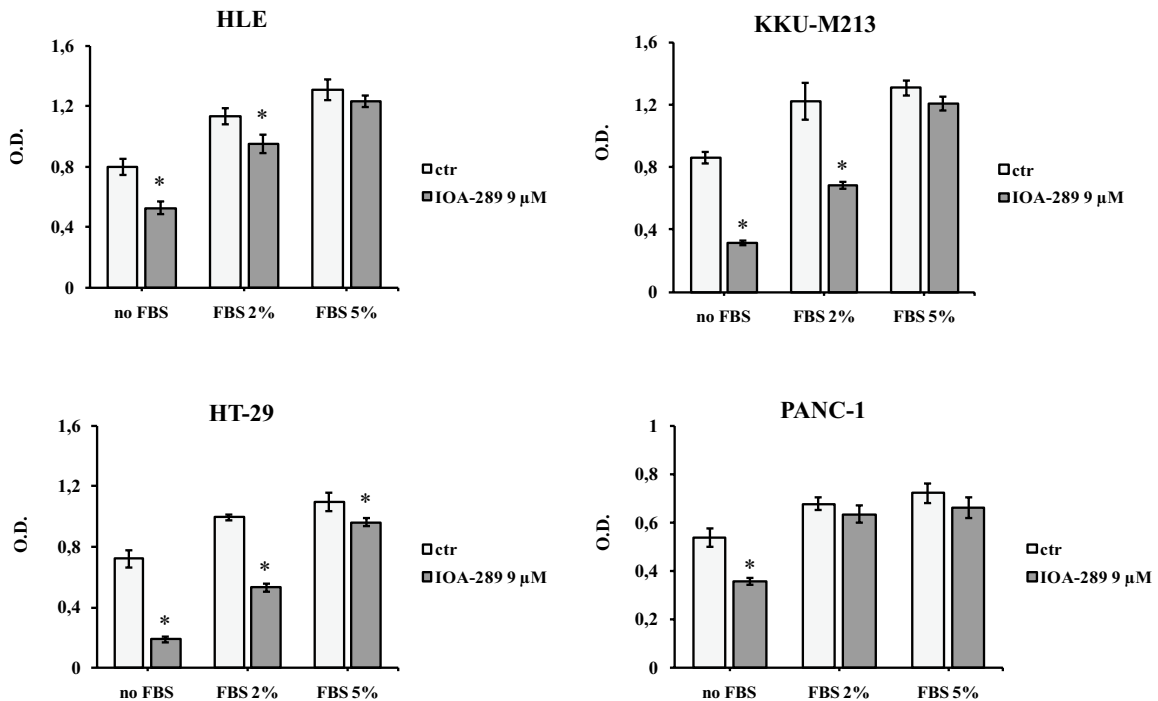 HLE
1,6
1,2
0,8
0,4
0
O.D.
*
*
no FBS
FBS 2%
FBS 5%
ctr
IOA-289 9 µM
KKU-M213
1,6
1,2
0,8
0,4
0
O.D.
*
*
no FBS
FBS 2%
FBS 5%
ctr
IOA-289 9 µM
HT-29
1,6
1,2
0,8
0,4
0
O.D.
*
*
*
no FBS
FBS 2%
FBS 5%
ctr
IOA-289 9 µM
PANC-1
1
0,8
0,6
0,4
0,2
0
O.D.
*
no FBS
FBS 2%
FBS 5%
ctr
IOA-289 9 µM